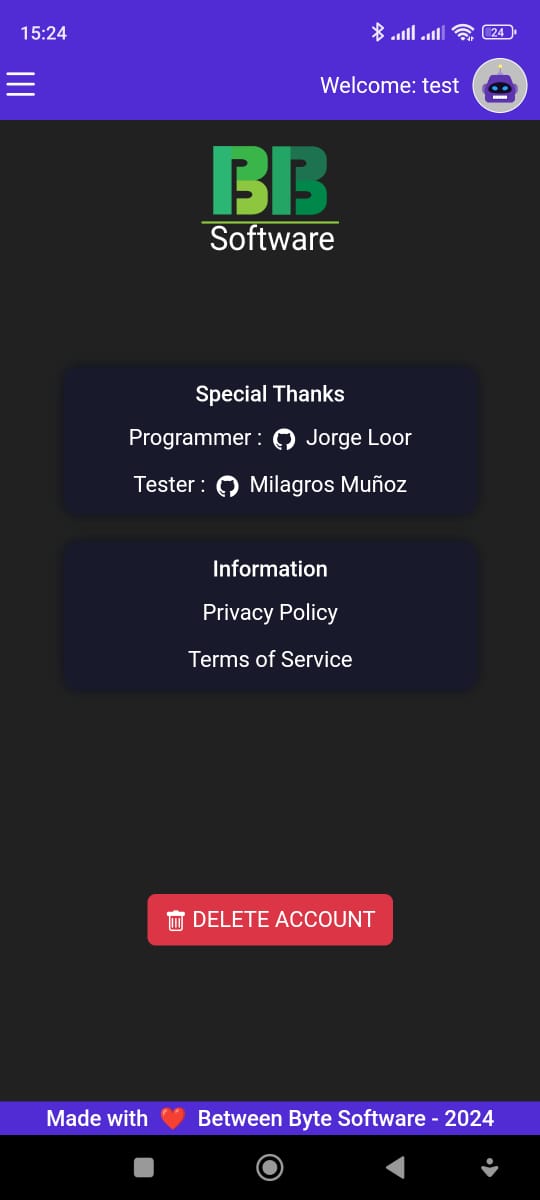 15:24
24
Welcome: test
BB
Software
Special Thanks
Programmer : Jorge Loor
Tester : Milagros Muñoz
Information
Privacy Policy
Terms of Service
DELETE ACCOUNT
Made with ❤️ Between Byte Software - 2024